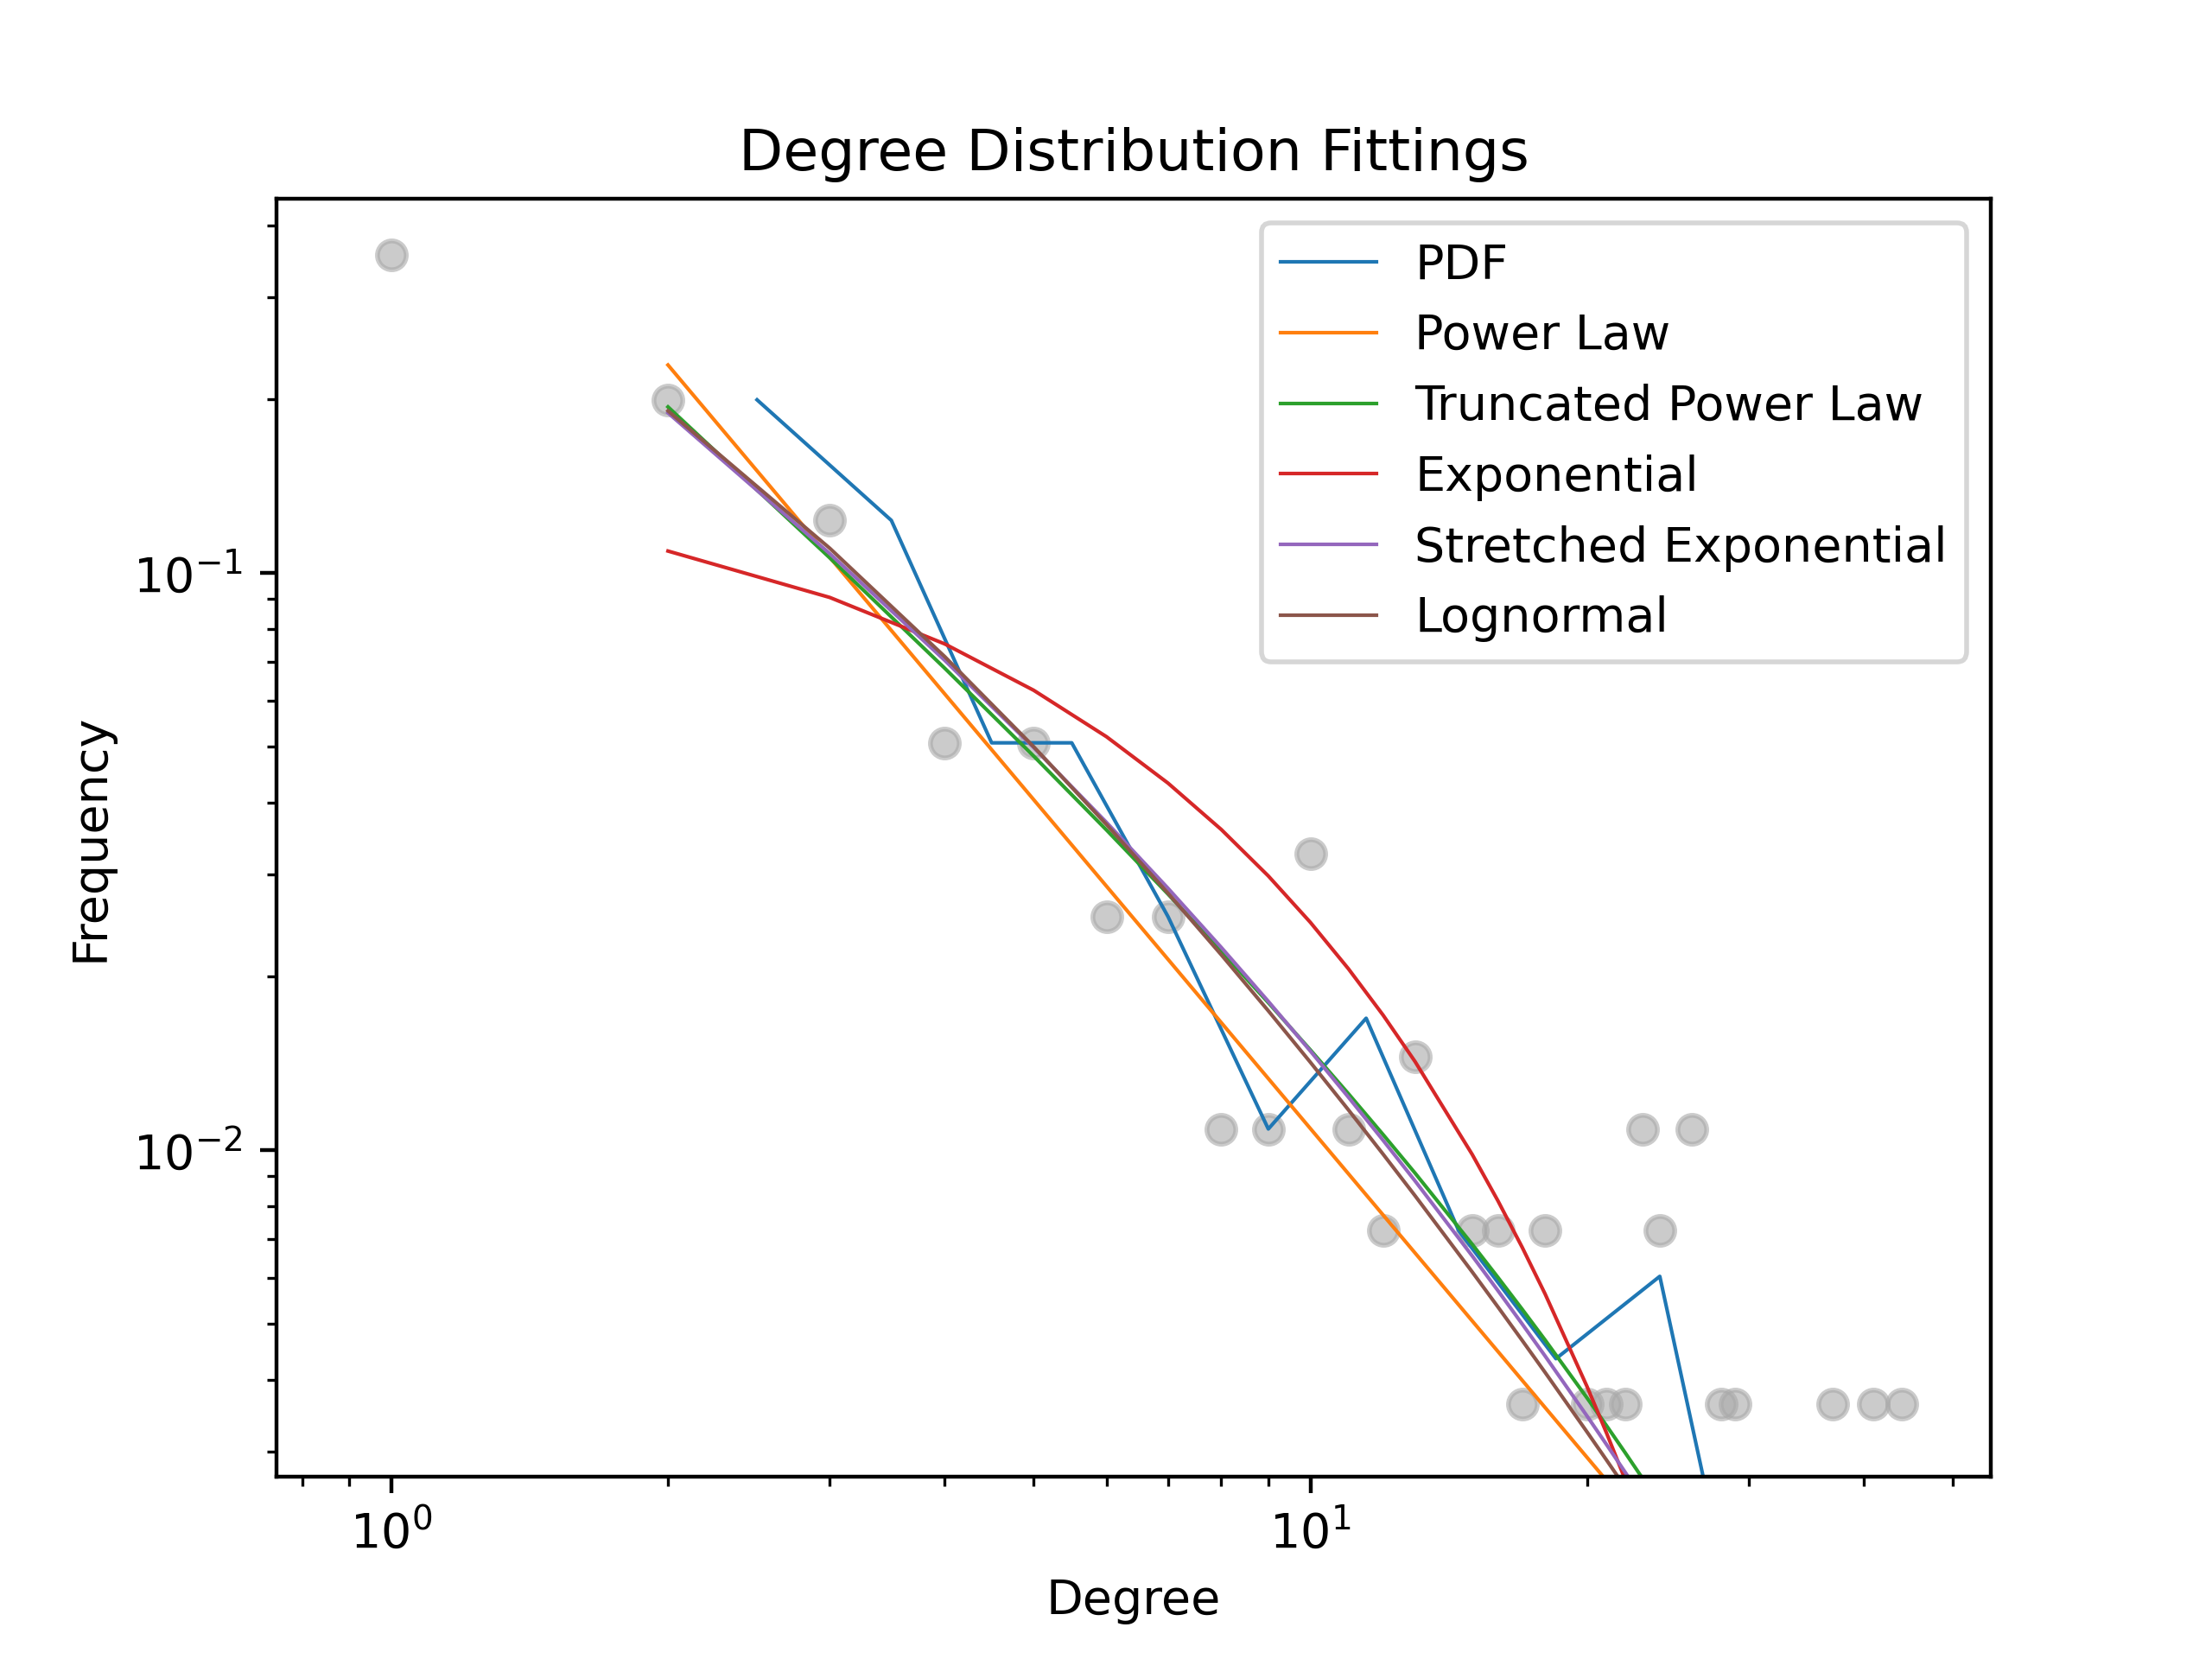 Degree Distribution Fittings
PDF
Power Law
Truncated Power Law
Exponential
Stretched Exponential
Lognormal
Frequency
10⁻¹
10⁻²
10⁰
10¹
Degree